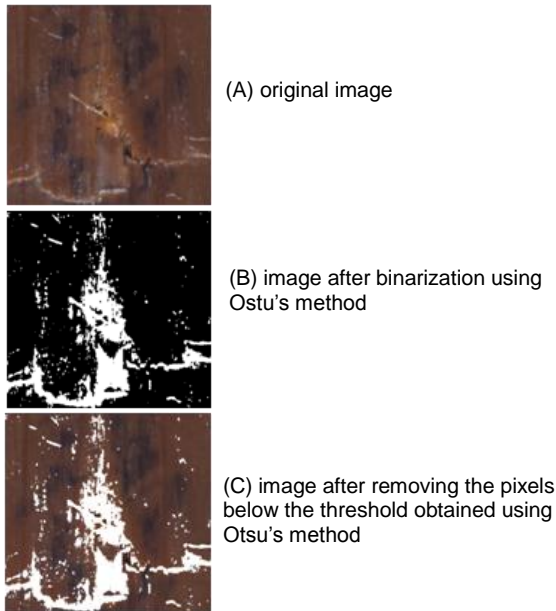 (A) original image
(B) image after binarization using
Ostu’s method
(C) image after removing the pixels
below the threshold obtained using
Otsu’s method